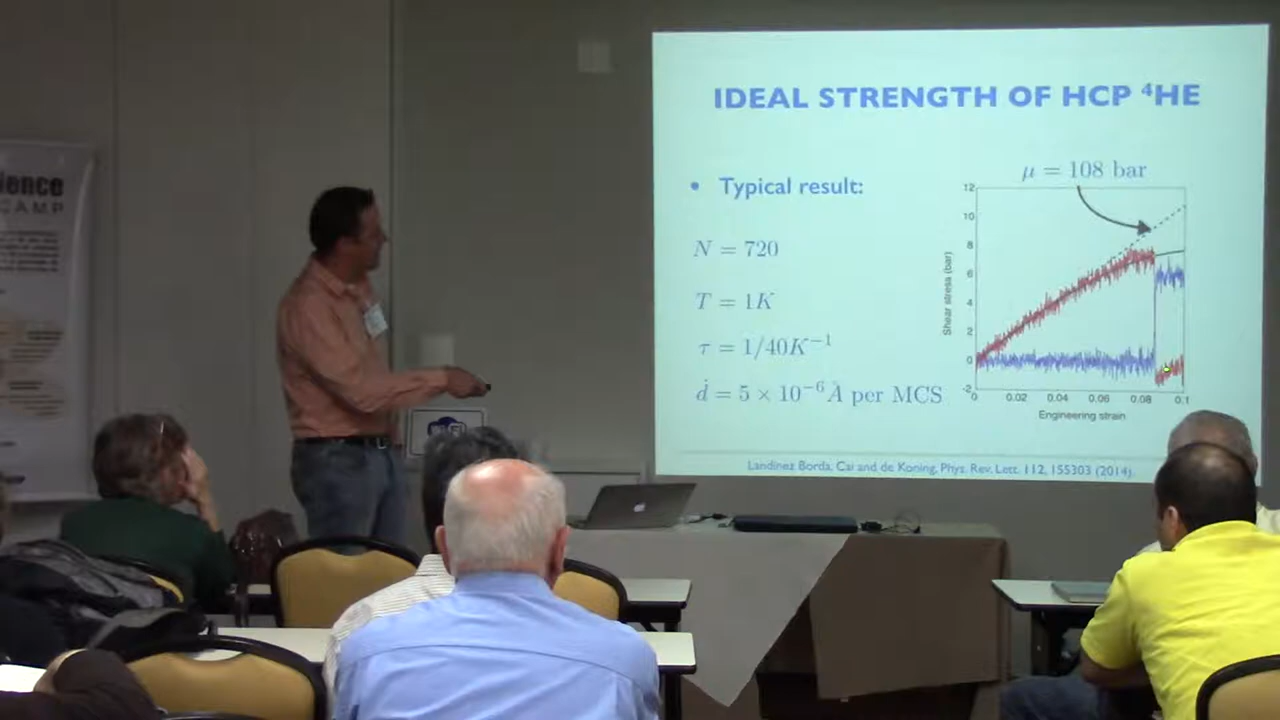 ience
CAMP
IDEAL STRENGTH OF HCP ⁴HE
• Typical result:
N = 720
T = 1K
τ = 1/40K⁻¹
ḋ = 5 × 10⁻⁶ Å per MCS
μ = 108 bar
12
10
8
6
4
2
0
-2
Shear stress (bar)
0 0.02 0.04 0.06 0.08 0.1
Engineering strain
Landinez Borda, Cai and de Koning, Phys. Rev. Lett. 112, 155303 (2014).